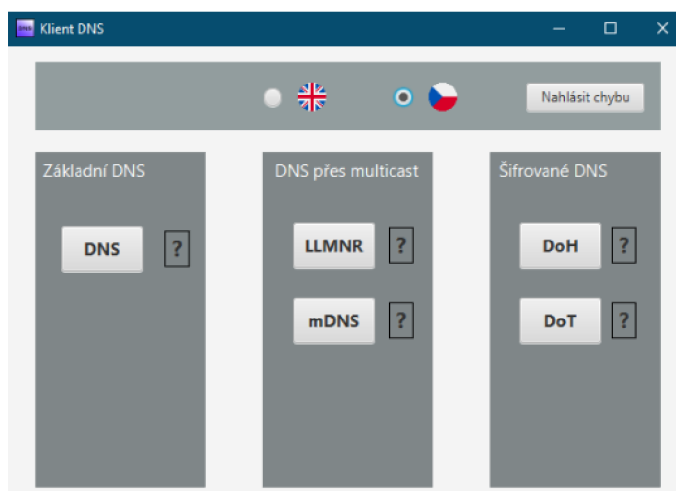 Klient DNS
Nahlásit chybu
Základní DNS
DNS přes multicast
Šifrované DNS
DNS ?
LLMNR ?
DoH ?
mDNS ?
DoT ?